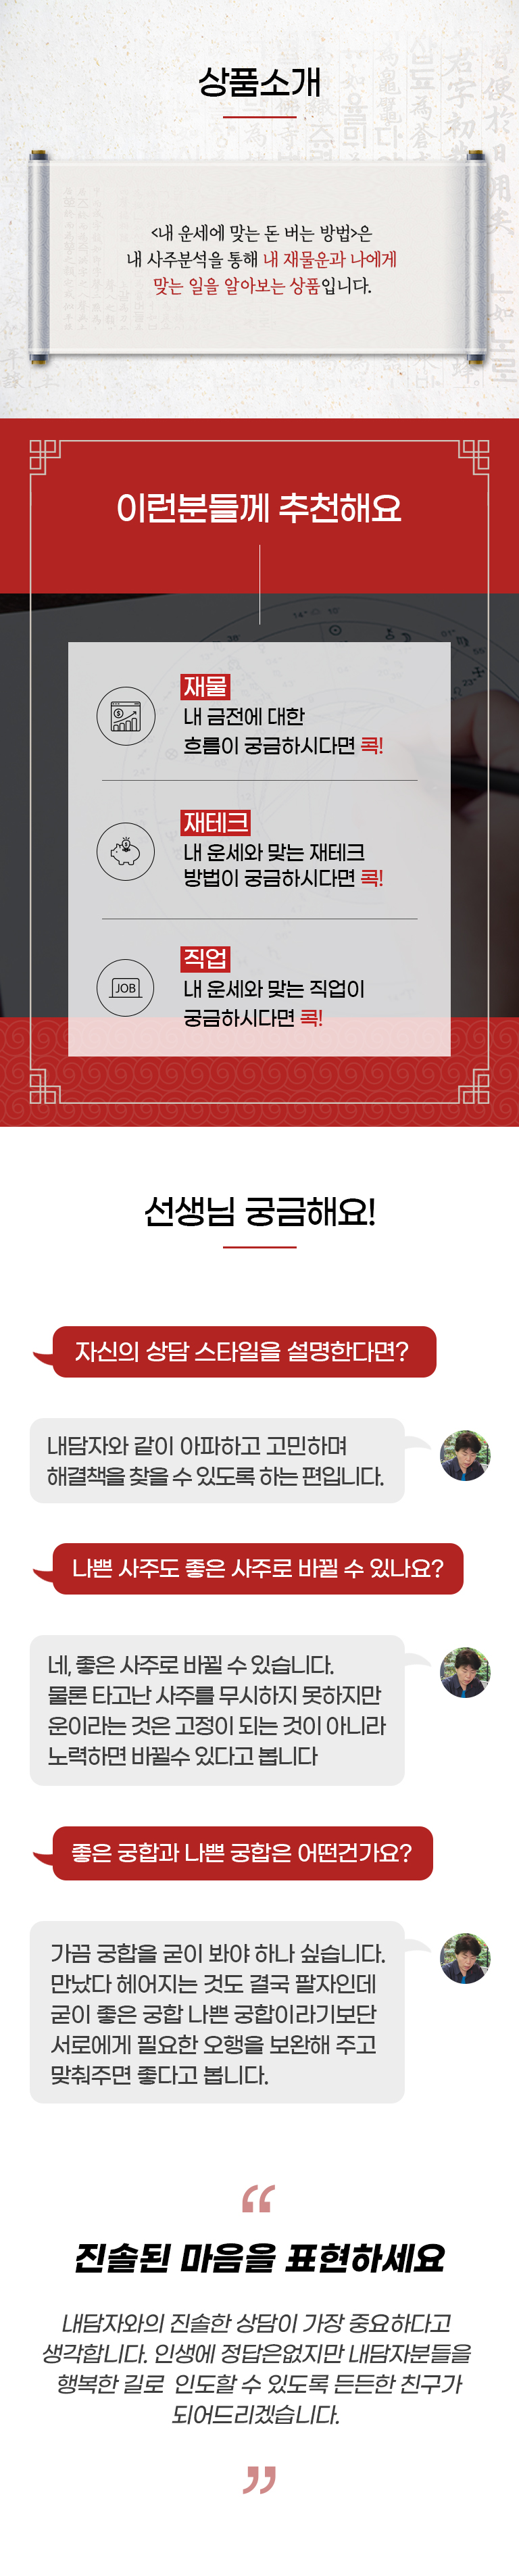 상품소개
<내 운세에 맞는 돈 버는 방법>은
내 사주분석을 통해 내 재물운과 나에게
맞는 일을 알아보는 상품입니다.
이런분들께 추천해요
재물
내 금전에 대한
흐름이 궁금하시다면 콕!
재테크
내 운세와 맞는 재테크
방법이 궁금하시다면 콕!
JOB
직업
내 운세와 맞는 직업이
궁금하시다면 콕!
선생님 궁금해요!
자신의 상담 스타일을 설명한다면?
내담자와 같이 아파하고 고민하며
해결책을 찾을 수 있도록 하는 편입니다.
나쁜 사주도 좋은 사주로 바뀔 수 있나요?
네, 좋은 사주로 바뀔 수 있습니다.
물론 타고난 사주를 무시하지 못하지만
운이라는 것은 고정이 되는 것이 아니라
노력하면 바뀔수 있다고 봅니다
좋은 궁합과 나쁜 궁합은 어떤건가요?
가끔 궁합을 굳이 봐야 하나 싶습니다.
만났다 헤어지는 것도 결국 팔자인데
굳이 좋은 궁합 나쁜 궁합이라기보단
서로에게 필요한 오행을 보완해 주고
맞춰주면 좋다고 봅니다.
“
진솔된 마음을 표현하세요
내담자와의 진솔한 상담이 가장 중요하다고
생각합니다. 인생에 정답은없지만 내담자분들을
행복한 길로 인도할 수 있도록 든든한 친구가
되어드리겠습니다.
”